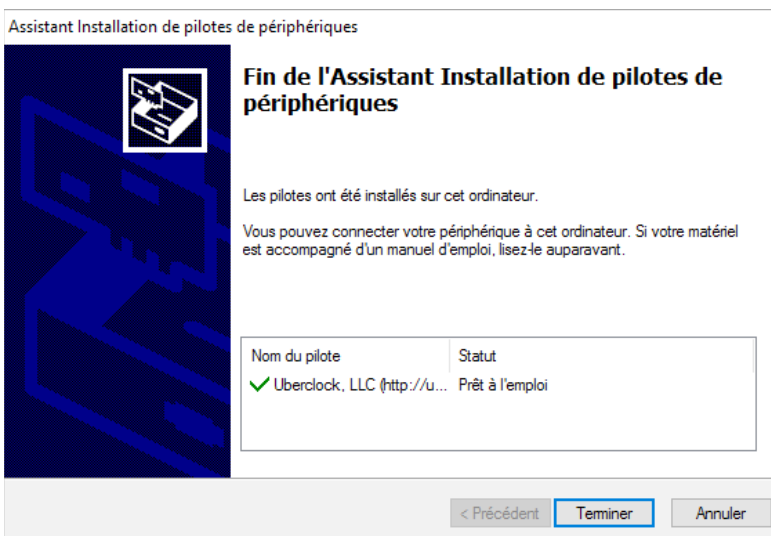 Assistant Installation de pilotes de périphériques
Fin de l'Assistant Installation de pilotes de
périphériques
Les pilotes ont été installés sur cet ordinateur.
Vous pouvez connecter votre périphérique à cet ordinateur. Si votre matériel
est accompagné d'un manuel d'emploi, lisez-le auparavant.
Nom du pilote Statut
Uberclock, LLC (http://u... Prêt à l'emploi
< Précédent Terminer Annuler